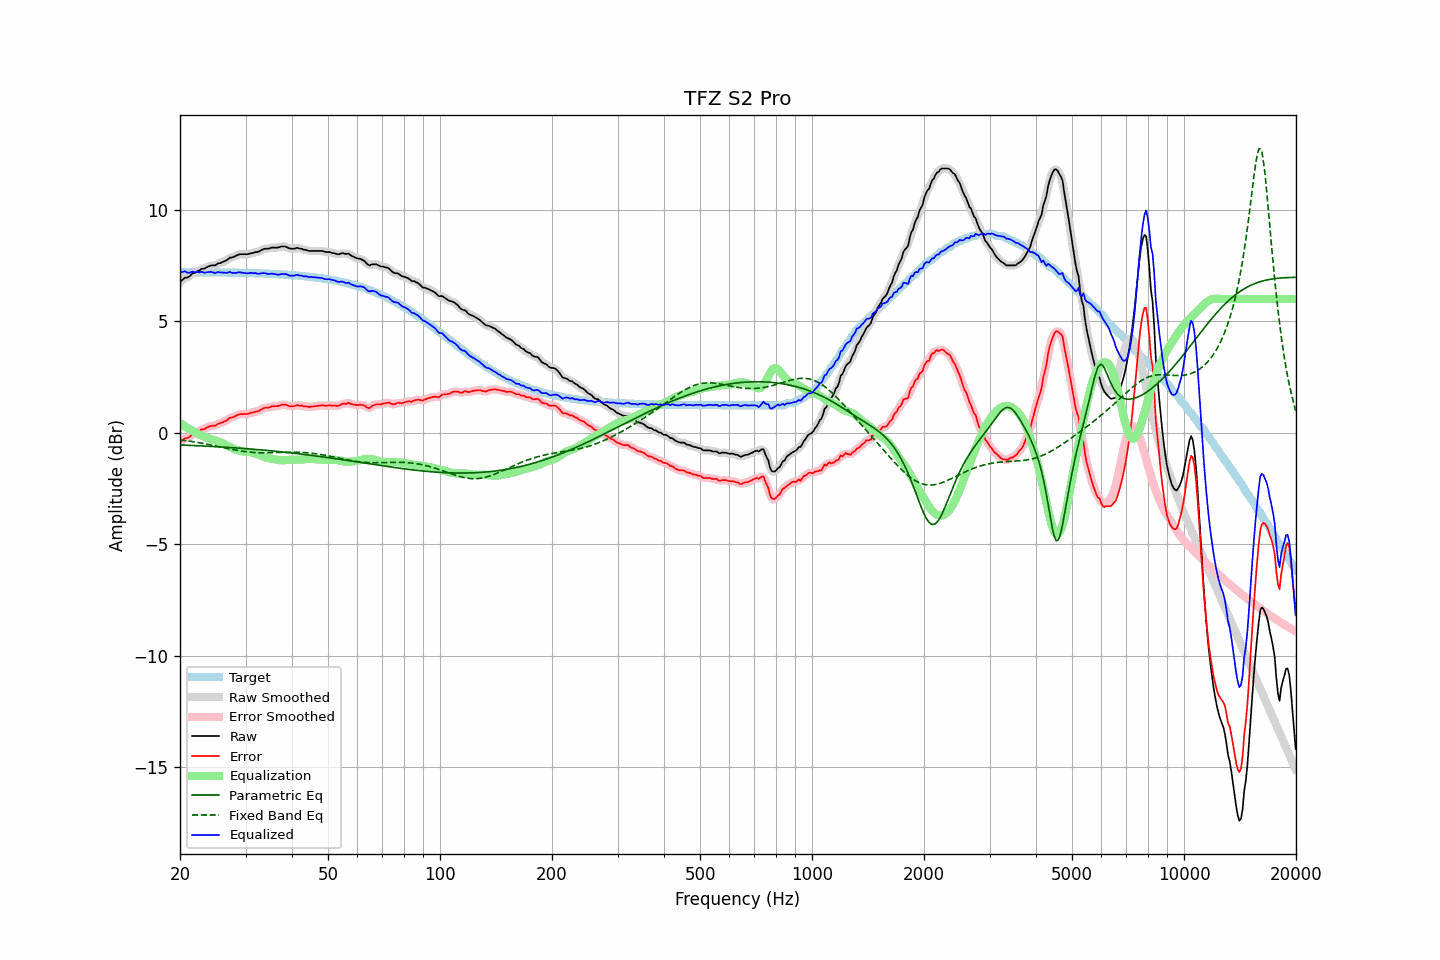 TFZ S2 Pro
Amplitude (dBr)
10
5
0
−5
−10
−15
Target
Raw Smoothed
Error Smoothed
Raw
Error
Equalization
Parametric Eq
Fixed Band Eq
Equalized
20 50 100 200 500 1000 2000 5000 10000 20000
Frequency (Hz)